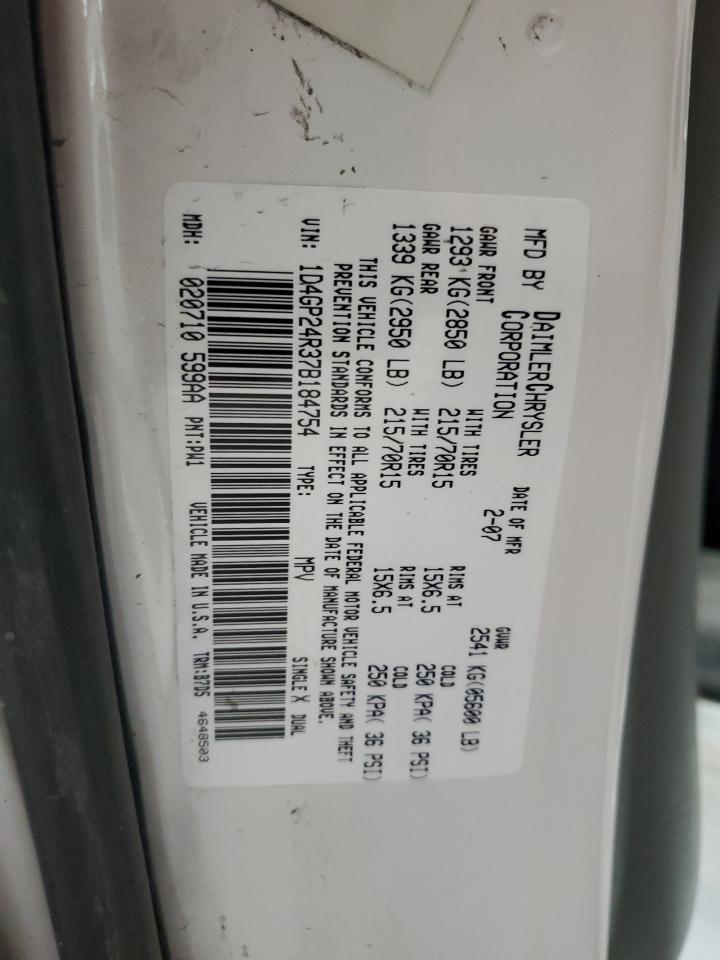 MFD BY DAIMLERCHRYSLER CORPORATION
DATE OF MFR
2-07
GVWR
2541 KG(05600 LB)
GAWR FRONT WITH TIRES RIMS AT COLD
1293 KG(2850 LB) 215/70R15 15X6.5 250 KPA( 36 PSI)
GAWR REAR WITH TIRES RIMS AT COLD
1339 KG(2950 LB) 215/70R15 15X6.5 250 KPA( 36 PSI)
THIS VEHICLE CONFORMS TO ALL APPLICABLE FEDERAL MOTOR VEHICLE SAFETY AND THEFT
PREVENTION STANDARDS IN EFFECT ON THE DATE OF MANUFACTURE SHOWN ABOVE.
VIN: 1D4GP24R37B184754 TYPE: MPV SINGLE X DUAL
MDH: 020710 599AA PNT:PW1 VEHICLE MADE IN U.S.A. TRM:B7D5 4648503